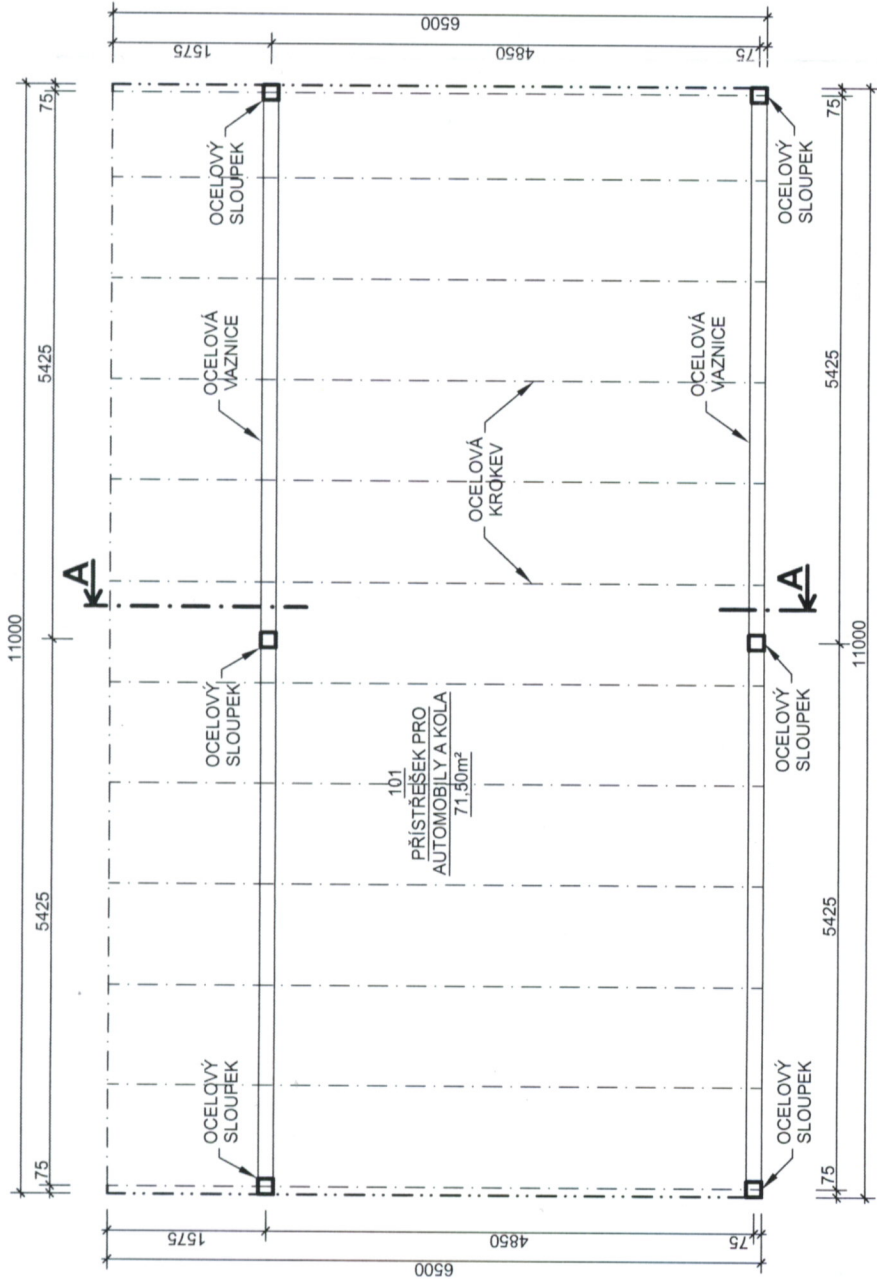 11000
75
5425
5425
75
A
1575
1575
OCELOVÝ
SLOUPEK
OCELOVÝ
SLOUPEK
OCELOVÁ
VAZNICE
OCELOVÝ
SLOUPEK
101
PŘÍSTŘEŠEK PRO
AUTOMOBILY A KOLA
71,50m²
OCELOVÁ
KROKEV
6500
4850
4850
6500
OCELOVÁ
VAZNICE
75
75
OCELOVÝ
SLOUPEK
OCELOVÝ
SLOUPEK
A
OCELOVÝ
SLOUPEK
75
5425
5425
75
11000